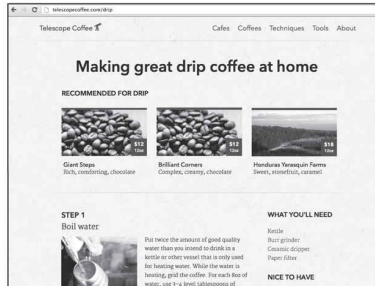 telescopecoffee.com/drip
Telescope Coffee
Cafes Coffees Techniques Tools About
Making great drip coffee at home
RECOMMENDED FOR DRIP
$12
12oz
$12
12oz
$18
12oz
Giant Steps
Rich, comforting, chocolate
Brilliant Corners
Complex, creamy, chocolate
Honduras Yarasquin Farms
Sweet, stonefruit, caramel
STEP 1
Boil water
Put twice the amount of good quality
water than you intend to drink in a
kettle or other vessel that is only used
for heating water. While the water is
heating, grid the coffee. For each 8oz of
water, use 3-4 level tablespoons of
WHAT YOU'LL NEED
Kettle
Burr grinder
Ceramic dripper
Paper filter
NICE TO HAVE